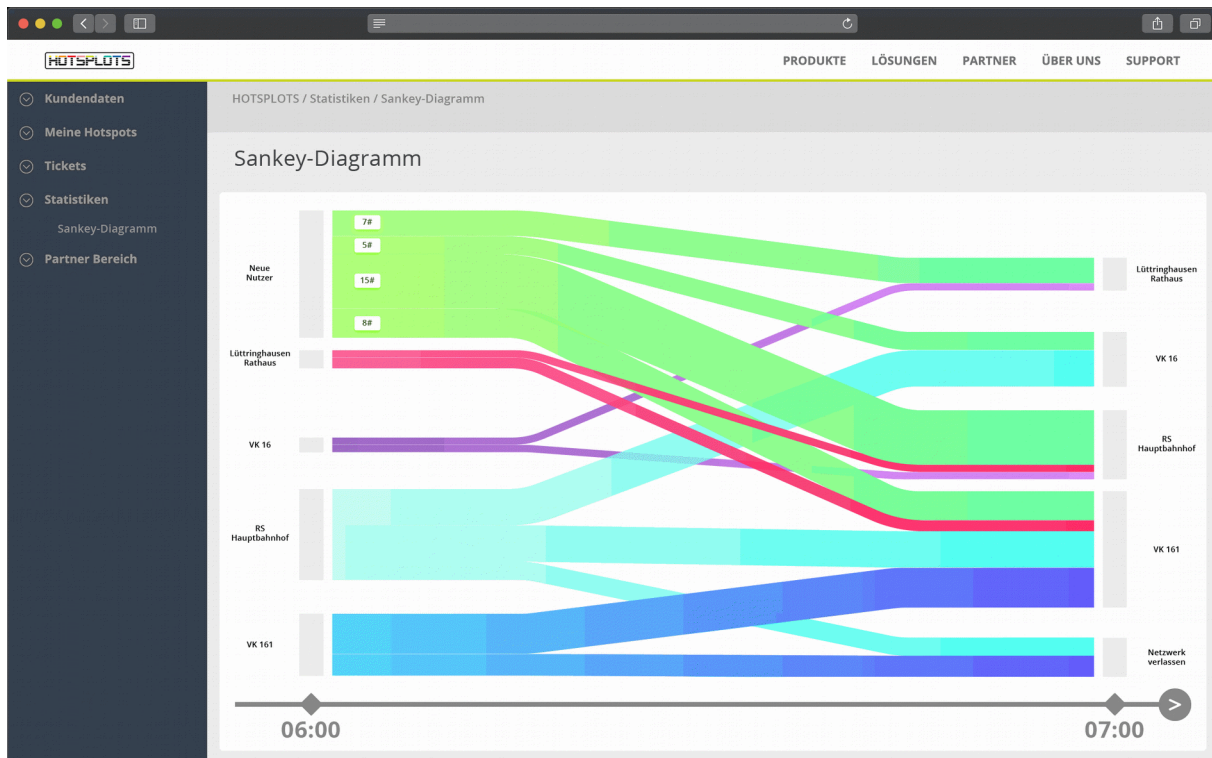 HOTSPLOTS
PRODUKTE LÖSUNGEN PARTNER ÜBER UNS SUPPORT
Kundendaten
Meine Hotspots
Tickets
Statistiken
Sankey-Diagramm
Partner Bereich
HOTSPLOTS / Statistiken / Sankey-Diagramm
Sankey-Diagramm
Neue
Nutzer
7#
5#
15#
8#
Lüttringhausen
Rathaus
VK 16
RS
Hauptbahnhof
VK 161
Lüttringhausen
Rathaus
VK 16
RS
Hauptbahnhof
VK 161
Netzwerk
verlassen
>
06:00
07:00